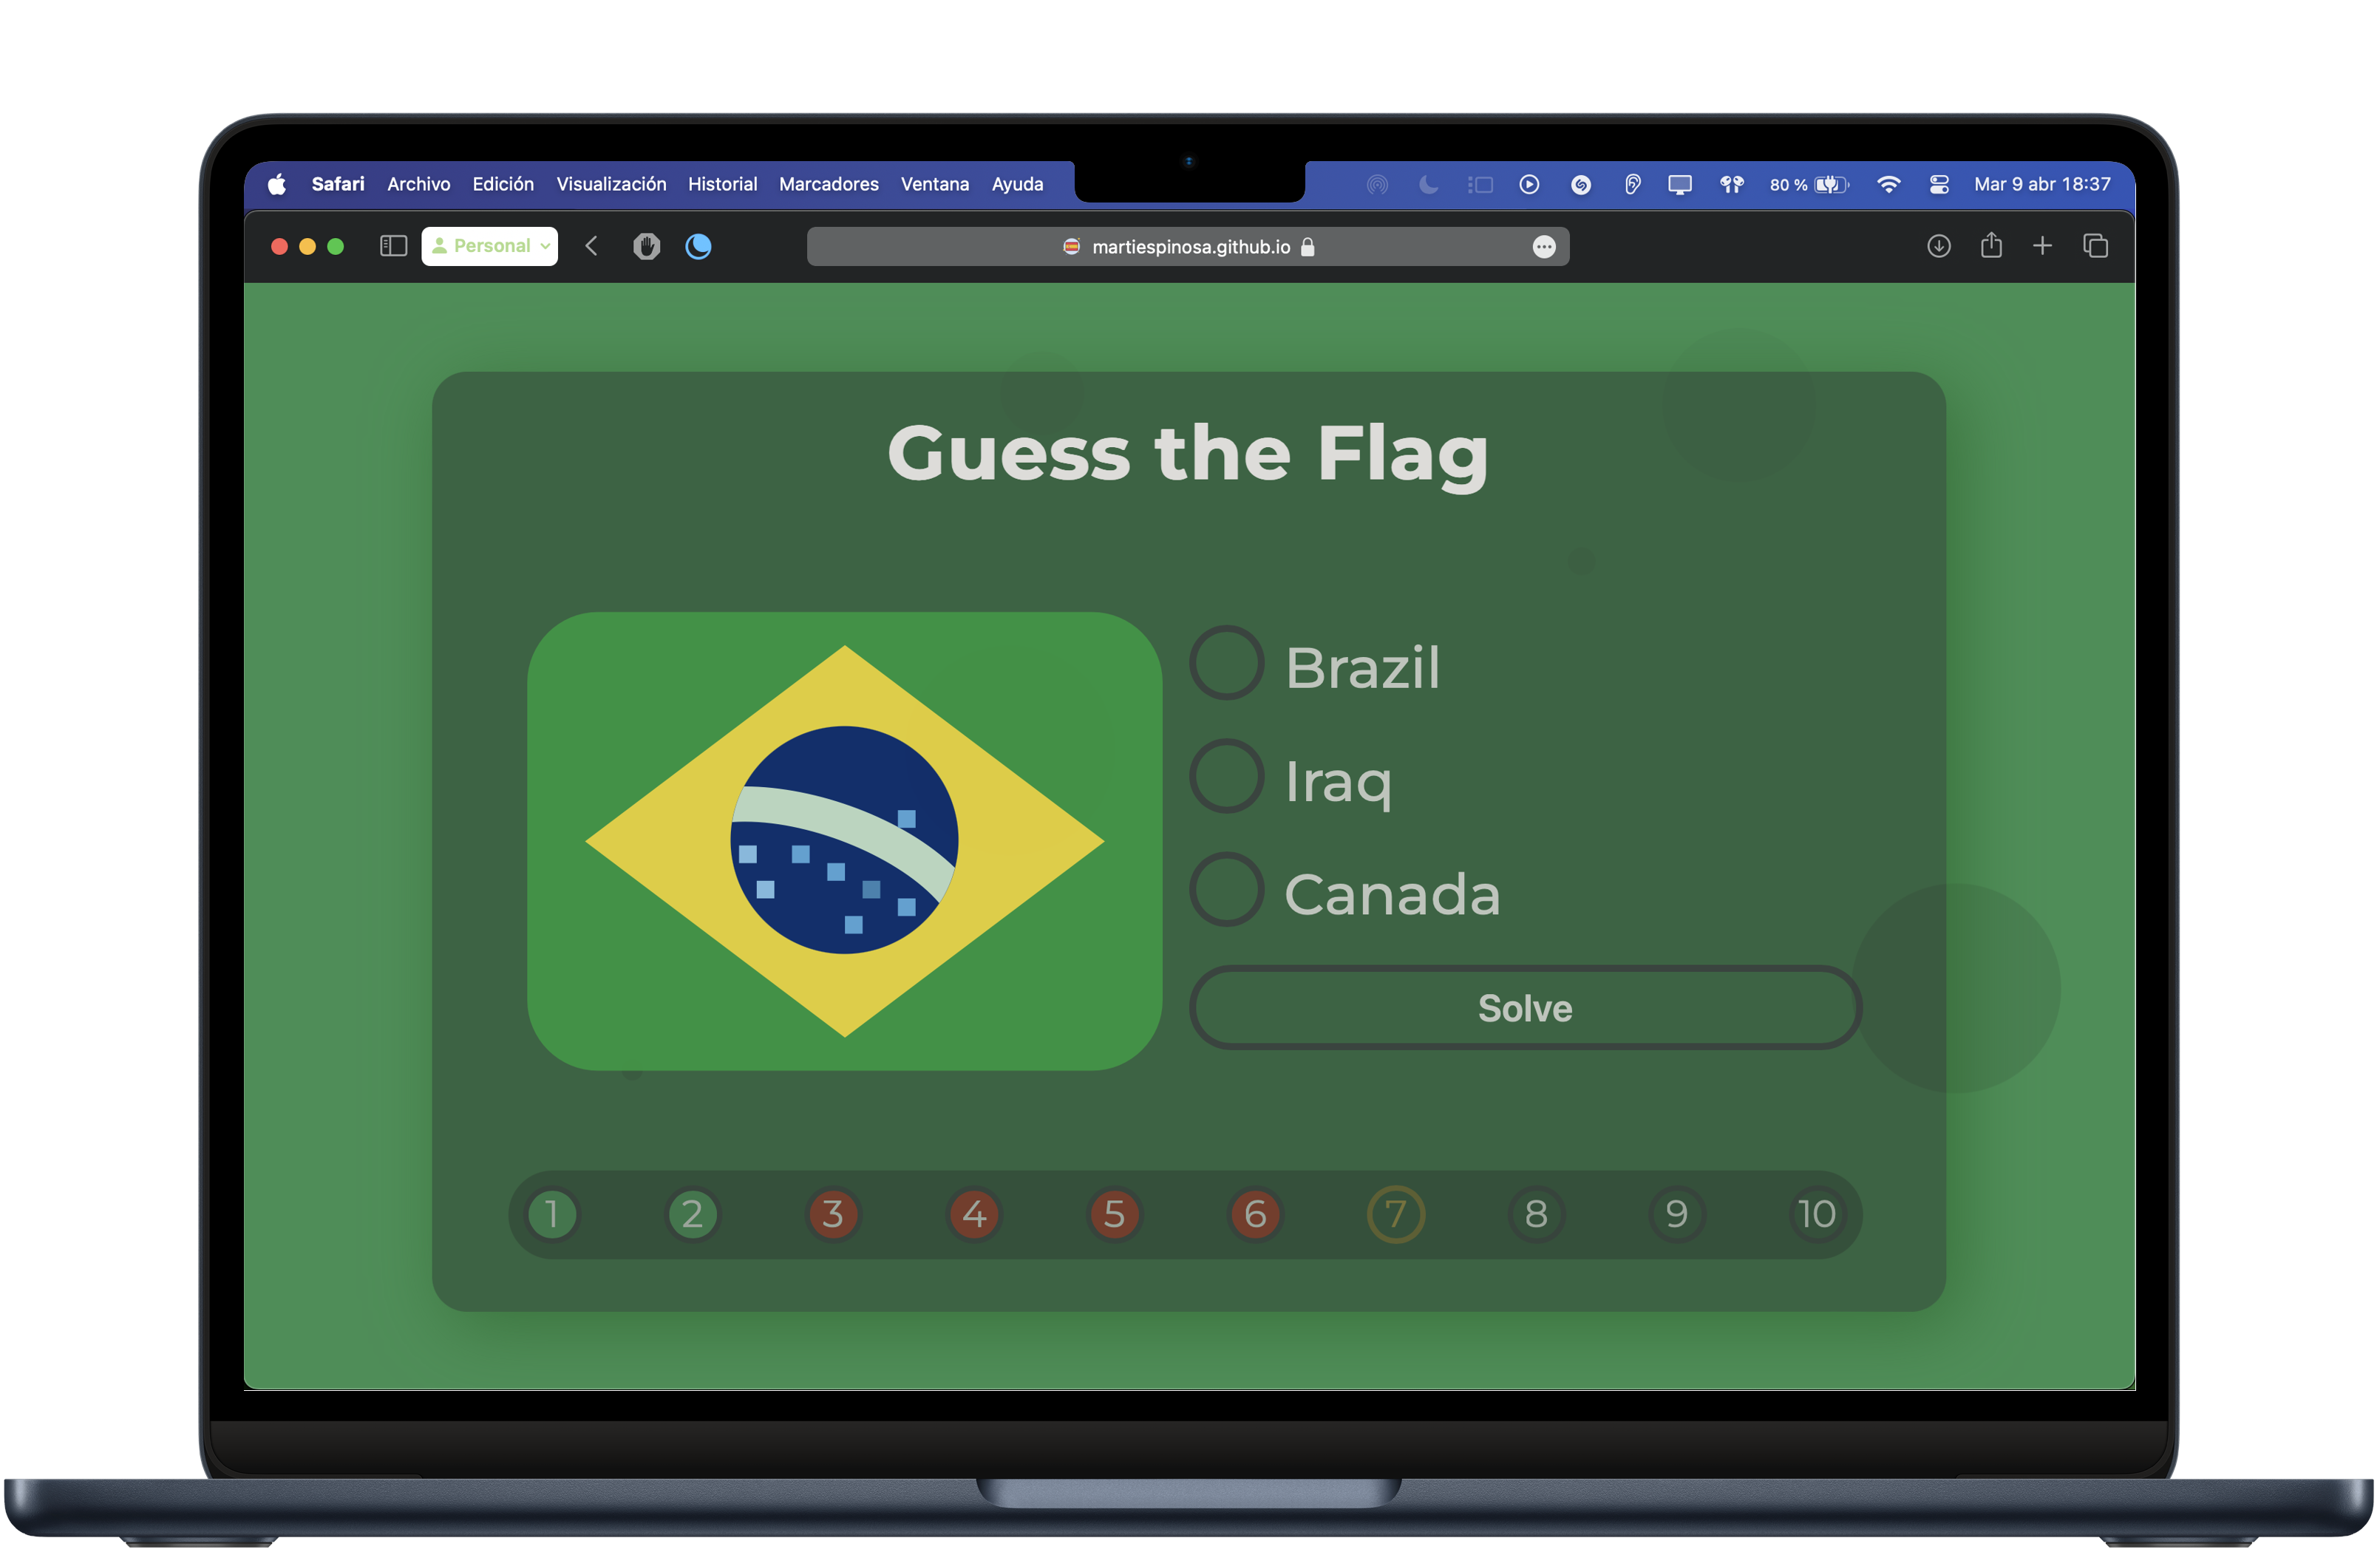 Safari Archivo Edición Visualización Historial Marcadores Ventana Ayuda 80 % Mar 9 abr 18:37
Personal martiespinosa.github.io
Guess the Flag
Brazil
Iraq
Canada
Solve
1 2 3 4 5 6 7 8 9 10